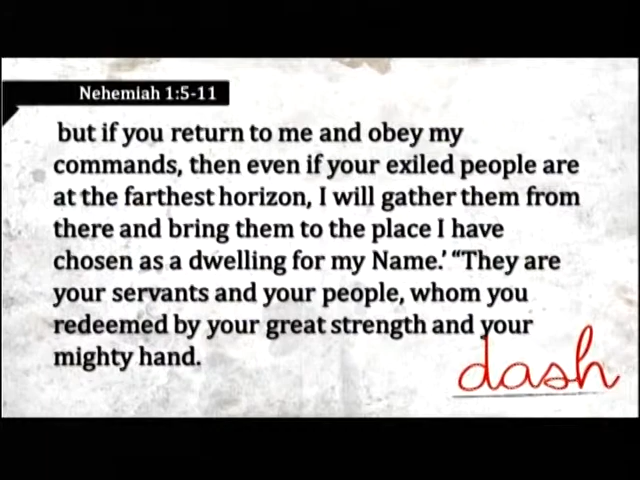 Nehemiah 1:5-11
but if you return to me and obey my
commands, then even if your exiled people are
at the farthest horizon, I will gather them from
there and bring them to the place I have
chosen as a dwelling for my Name.’ “They are
your servants and your people, whom you
redeemed by your great strength and your
mighty hand.
dash